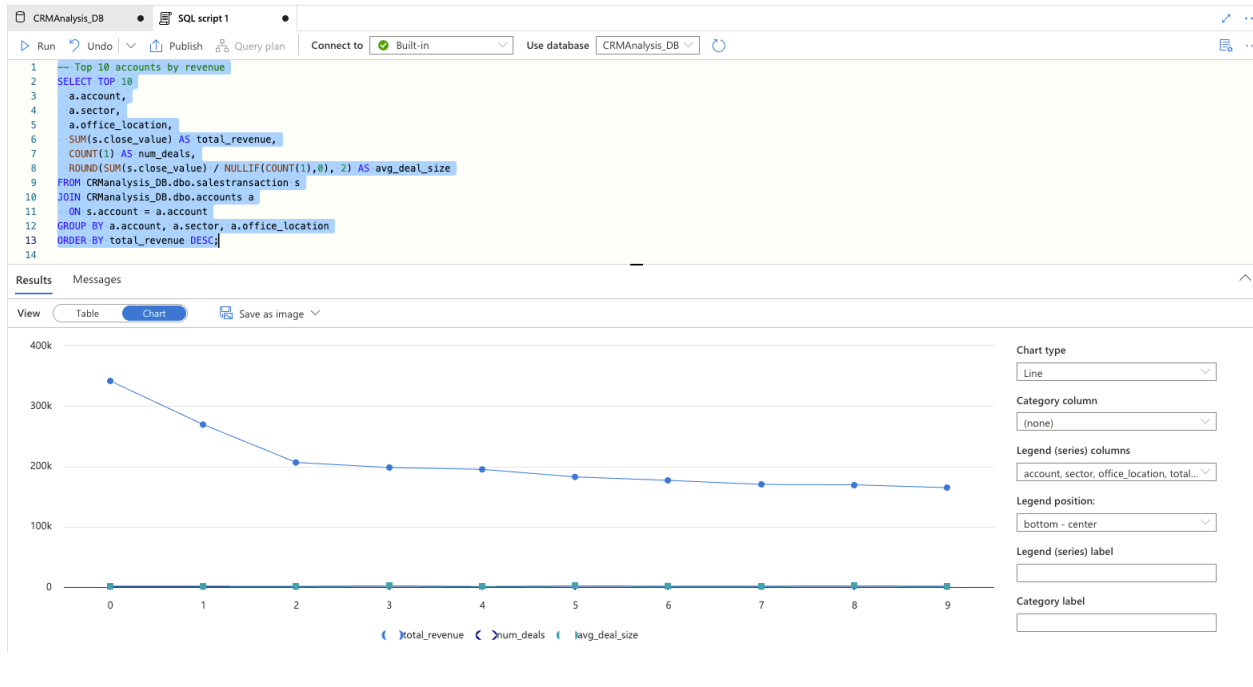 CRMAnalysis_DB ● SQL script 1 ●
Run Undo Publish Query plan Connect to Built-in Use database CRMAnalysis_DB
1 -- Top 10 accounts by revenue
2 SELECT TOP 10
3 a.account,
4 a.sector,
5 a.office_location,
6 SUM(s.close_value) AS total_revenue,
7 COUNT(1) AS num_deals,
8 ROUND(SUM(s.close_value) / NULLIF(COUNT(1),0), 2) AS avg_deal_size
9 FROM CRManalysis_DB.dbo.salestransaction s
10 JOIN CRManalysis_DB.dbo.accounts a
11 ON s.account = a.account
12 GROUP BY a.account, a.sector, a.office_location
13 ORDER BY total_revenue DESC;
14
Results Messages
View Table Chart Save as image
400k
300k
200k
100k
0
0 1 2 3 4 5 6 7 8 9
total_revenue num_deals avg_deal_size
Chart type
Line
Category column
(none)
Legend (series) columns
account, sector, office_location, total...
Legend position:
bottom - center
Legend (series) label
Category label